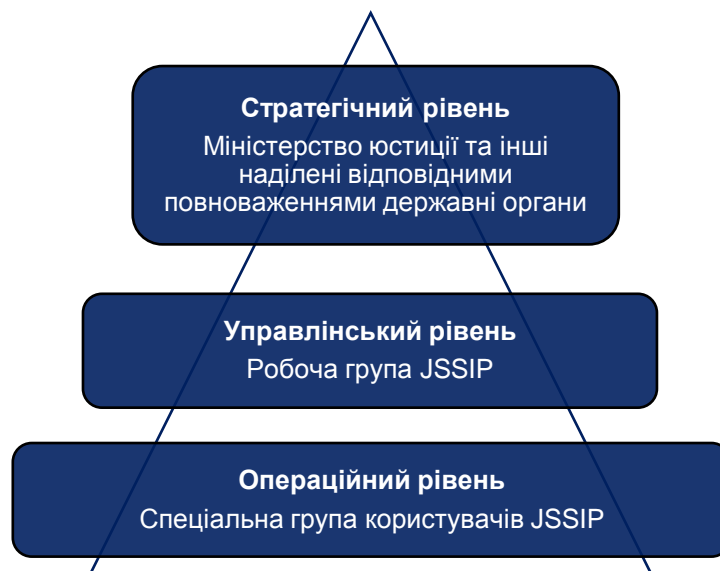 Стратегічний рівень
Міністерство юстиції та інші
наділені відповідними
повноваженнями державні органи
Управлінський рівень
Робоча група JSSIP
Операційний рівень
Спеціальна група користувачів JSSIP